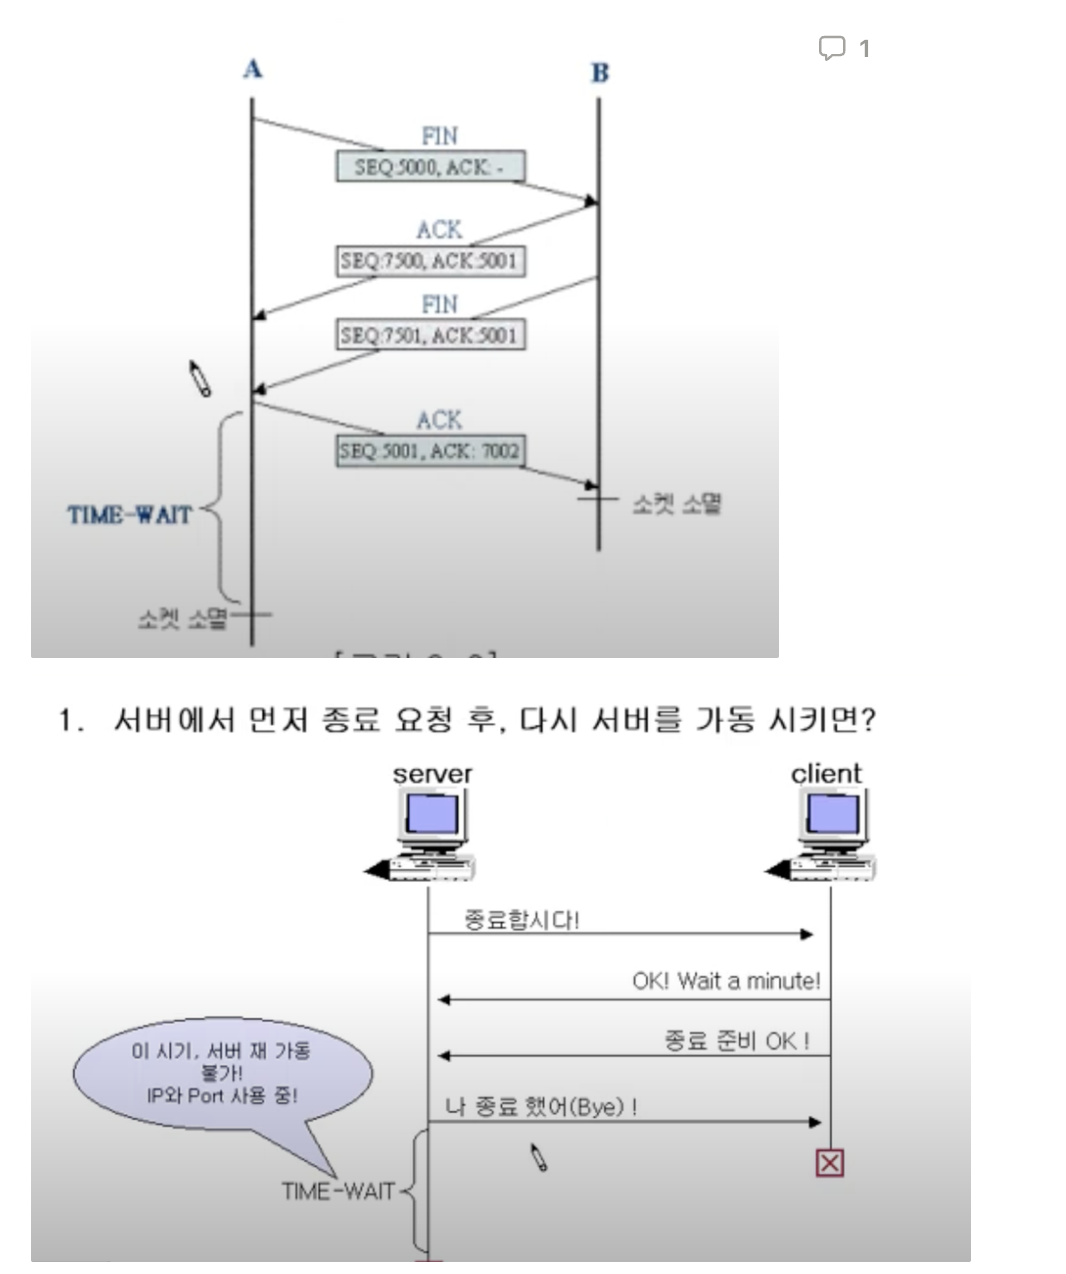 1
A
B
FIN
SEQ:5000, ACK: -
ACK
SEQ:7500, ACK:5001
FIN
SEQ:7501, ACK:5001
ACK
SEQ:5001, ACK: 7002
TIME-WAIT
소켓 소멸
소켓 소멸
1. 서버에서 먼저 종료 요청 후, 다시 서버를 가동 시키면?
server
client
종료합시다!
OK! Wait a minute!
종료 준비 OK !
이 시기, 서버 재 가동
불가!
IP와 Port 사용 중!
나 종료 했어(Bye) !
TIME-WAIT